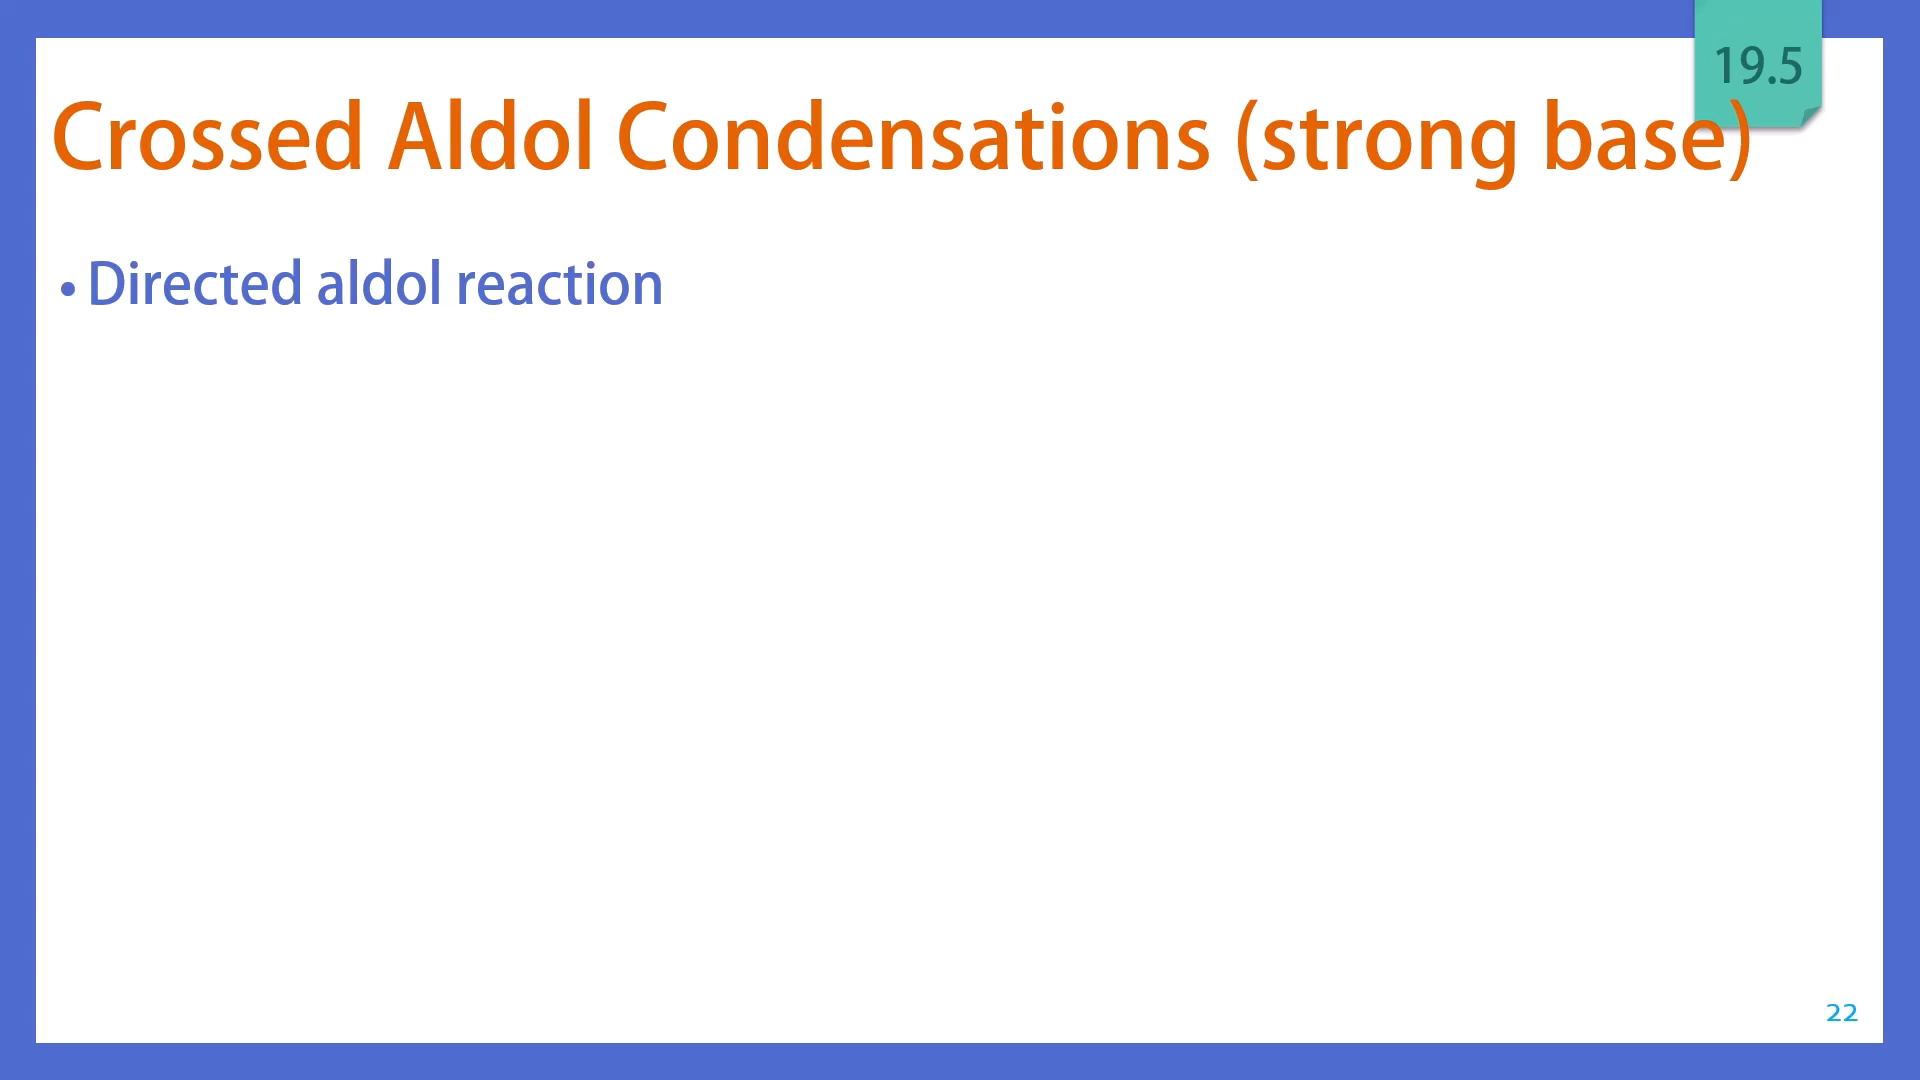 19.5
Crossed Aldol Condensations (strong base)
• Directed aldol reaction
22